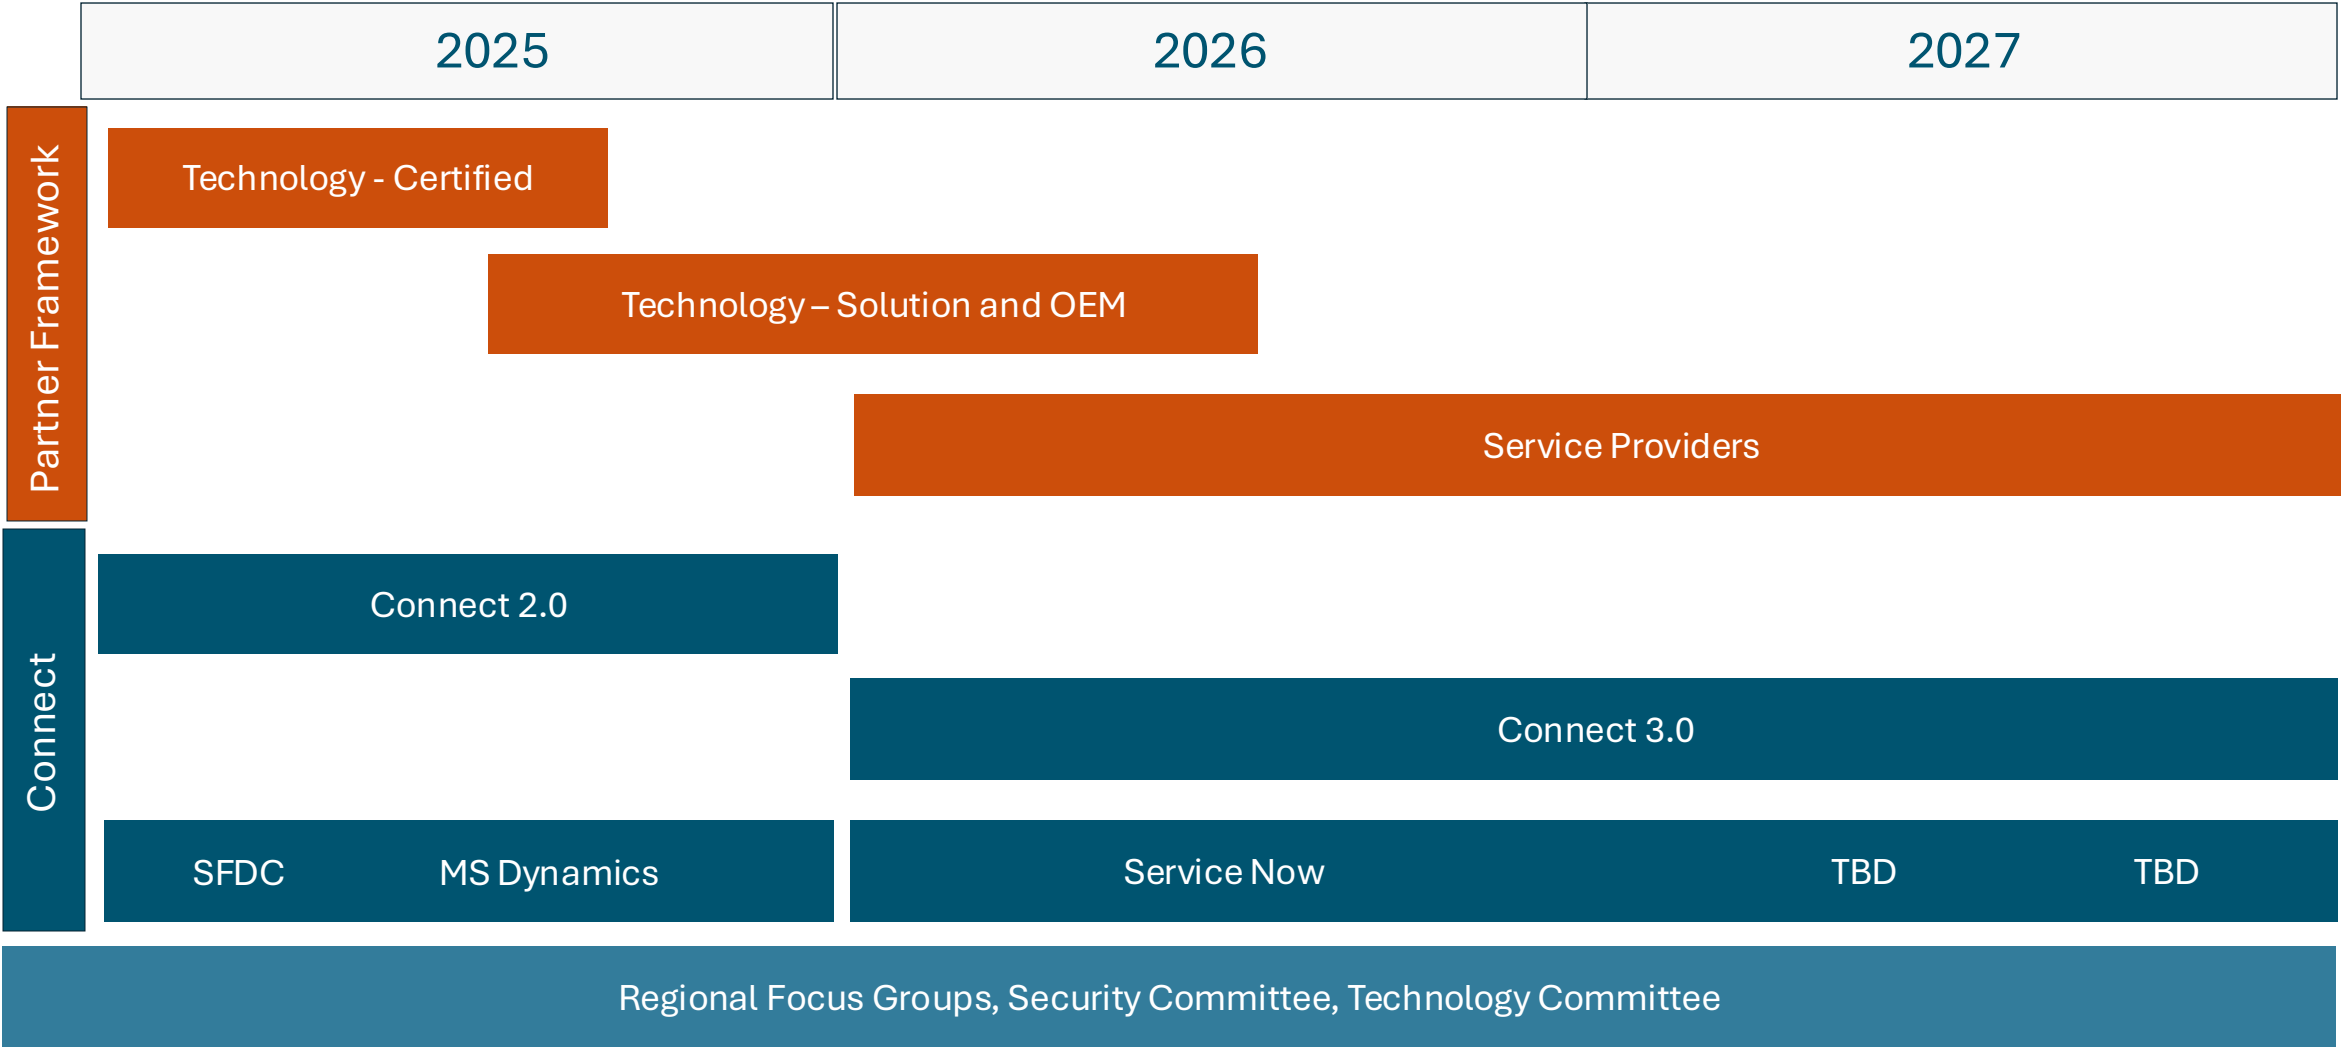 2025
2026
2027
Partner Framework
Technology - Certified
Technology – Solution and OEM
Service Providers
Connect
Connect 2.0
Connect 3.0
SFDC
MS Dynamics
Service Now
TBD
TBD
Regional Focus Groups, Security Committee, Technology Committee